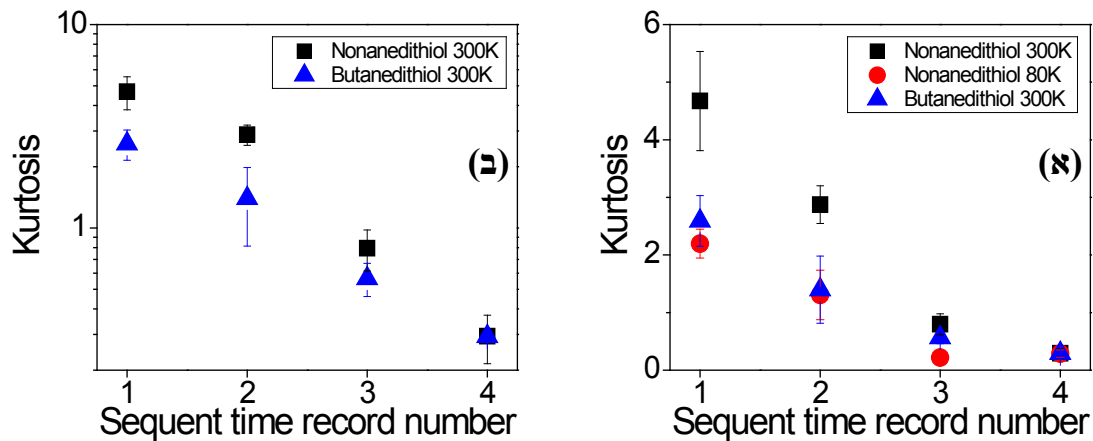 10
1
Kurtosis
Nonanedithiol 300K
Butanedithiol 300K
(ב)
1 2 3 4
Sequent time record number
6
4
2
0
Kurtosis
Nonanedithiol 300K
Nonanedithiol 80K
Butanedithiol 300K
(א)
1 2 3 4
Sequent time record number